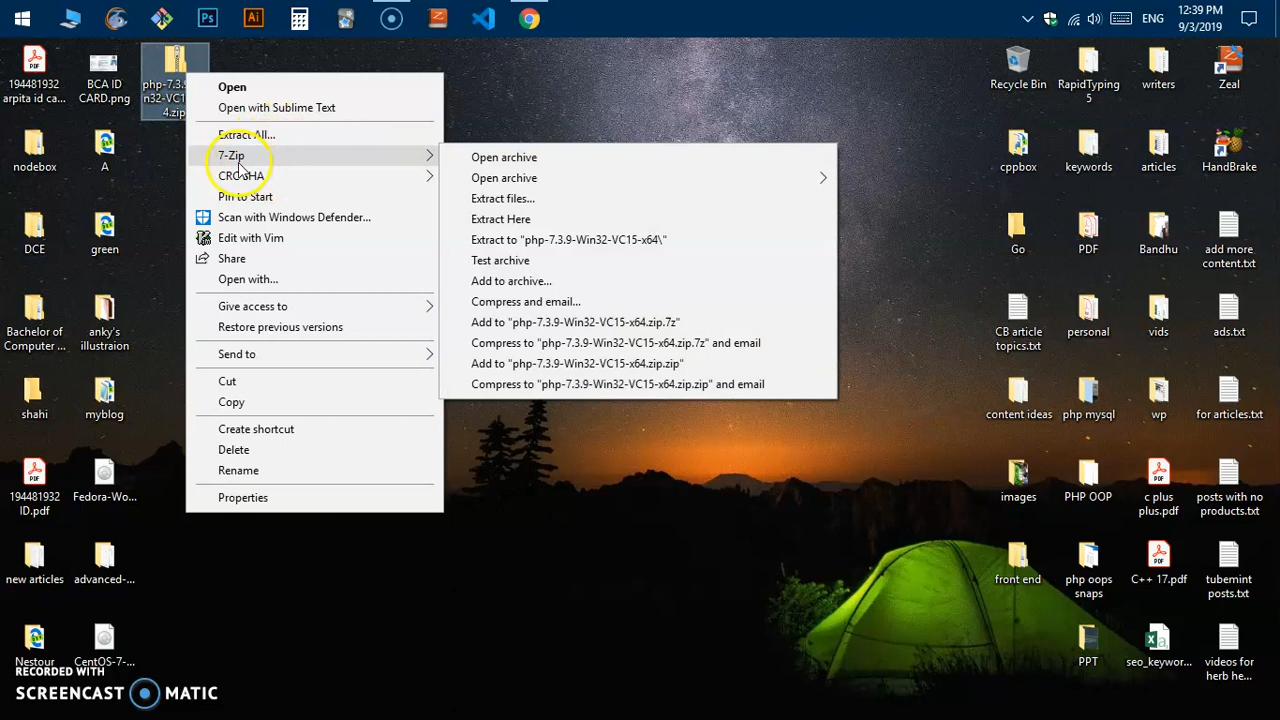 Ps
Ai
ENG
12:39 PM
9/3/2019
PDF
194481932
arpita id ca...
BCA ID
CARD.png
php-7.3.9
n32-VC1
4.zip
nodebox
A
DCE
green
Bachelor of
Computer ...
anky's
illustraion
shahi
myblog
PDF
194481932
ID.pdf
Fedora-Wo...
new articles
advanced-...
Nestour
CentOS-7-...
Open
Open with Sublime Text
Extract All...
7-Zip
CRC SHA
Pin to Start
Scan with Windows Defender...
Edit with Vim
Share
Open with...
Give access to
Restore previous versions
Send to
Cut
Copy
Create shortcut
Delete
Rename
Properties
Open archive
Open archive
Extract files...
Extract Here
Extract to "php-7.3.9-Win32-VC15-x64\"
Test archive
Add to archive...
Compress and email...
Add to "php-7.3.9-Win32-VC15-x64.zip.7z"
Compress to "php-7.3.9-Win32-VC15-x64.zip.7z" and email
Add to "php-7.3.9-Win32-VC15-x64.zip.zip"
Compress to "php-7.3.9-Win32-VC15-x64.zip.zip" and email
Recycle Bin
RapidTyping
5
writers
Zeal
cppbox
keywords
articles
HandBrake
Go
PDF
Bandhu
add more
content.txt
CB article
topics.txt
personal
vids
ads.txt
content ideas
php mysql
wp
for articles.txt
images
PHP OOP
PDF
c plus
plus.pdf
posts with no
products.txt
front end
php oops
snaps
PDF
C++ 17.pdf
tubemint
posts.txt
PPT
seo_keywor...
videos for
herb he...
RECORDED WITH
SCREENCAST MATIC